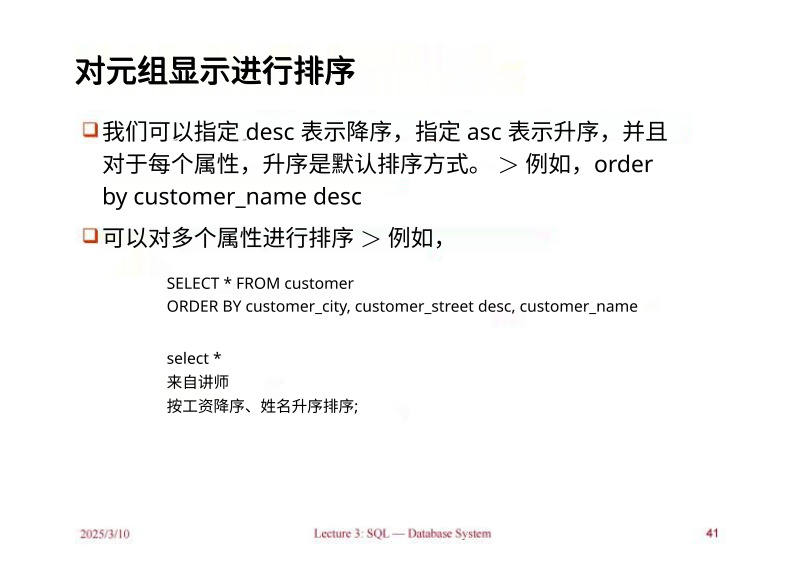 对元组显示进行排序
我们可以指定 desc 表示降序，指定 asc 表示升序，并且
对于每个属性，升序是默认排序方式。 > 例如，order
by customer_name desc
可以对多个属性进行排序 > 例如，
SELECT * FROM customer
ORDER BY customer_city, customer_street desc, customer_name
select *
来自讲师
按工资降序、姓名升序排序;
2025/3/10
Lecture 3: SQL — Database System
41